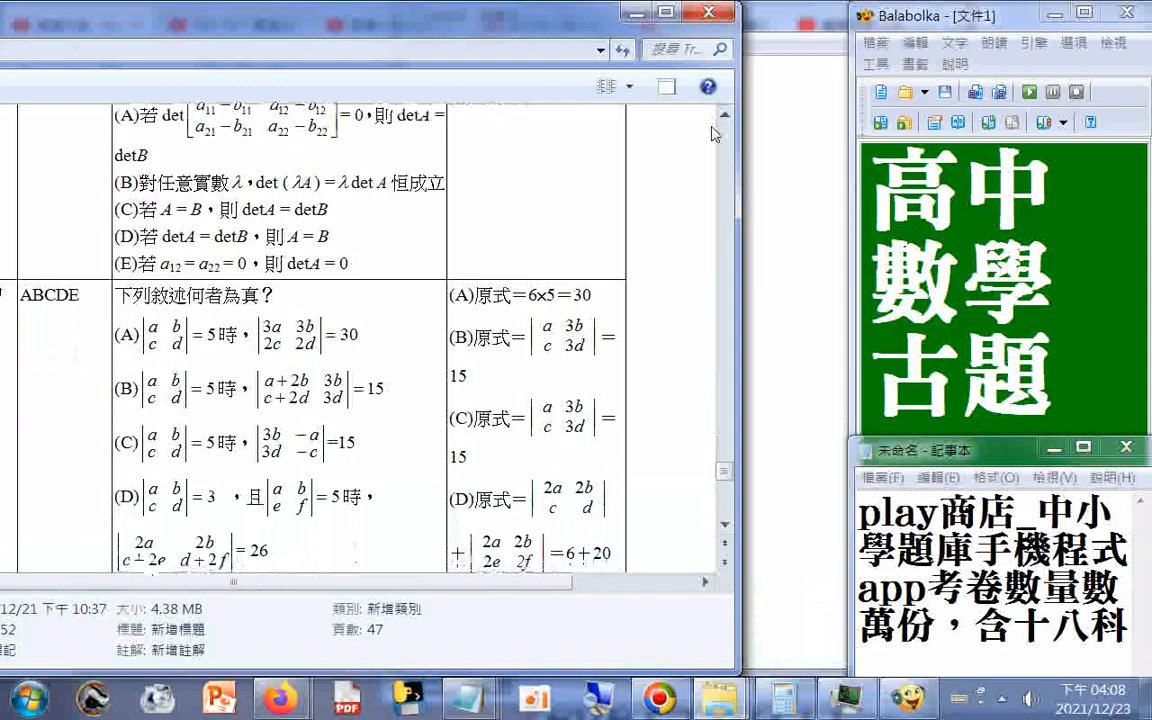 Balabolka - [文件1]
檔案 編輯 文字 朗讀 引擎 選項 檢視
工具 書籤 說明
搜尋 Tr...
(A)若 det [a₁₁−b₁₁ a₁₂−b₁₂ / a₂₁−b₂₁ a₂₂−b₂₂] = 0，則 detA =
detB
(B)對任意實數 λ，det ( λA ) = λ det A 恒成立
(C)若 A = B，則 detA = detB
(D)若 detA = detB，則 A = B
(E)若 a₁₂ = a₂₂ = 0，則 detA = 0
ABCDE
下列敘述何者為真？
(A) |a b / c d| = 5 時，|3a 3b / 2c 2d| = 30
(B) |a b / c d| = 5 時，|a+2b 3b / c+2d 3d| = 15
(C) |a b / c d| = 5 時，|3b −a / 3d −c| =15
(D) |a b / c d| = 3 ，且 |a b / e f| = 5 時，
|2a 2b / c+2e d+2f| = 26
(A)原式＝6×5＝30
(B)原式＝ |a 3b / c 3d| ＝
15
(C)原式＝ |a 3b / c 3d| ＝
15
(D)原式＝ |2a 2b / c d|
＋ |2a 2b / 2e 2f| ＝6＋20
高中
數學
古題
未命名 - 記事本
檔案(F) 編輯(E) 格式(O) 檢視(V) 說明(H)
play商店_中小
學題庫手機程式
app考卷數量數
萬份，含十八科
12/21 下午 10:37 大小: 4.38 MB 類別: 新增類別
52 標題: 新增標題 頁數: 47
註解: 新增註解
下午 04:08
2021/12/23